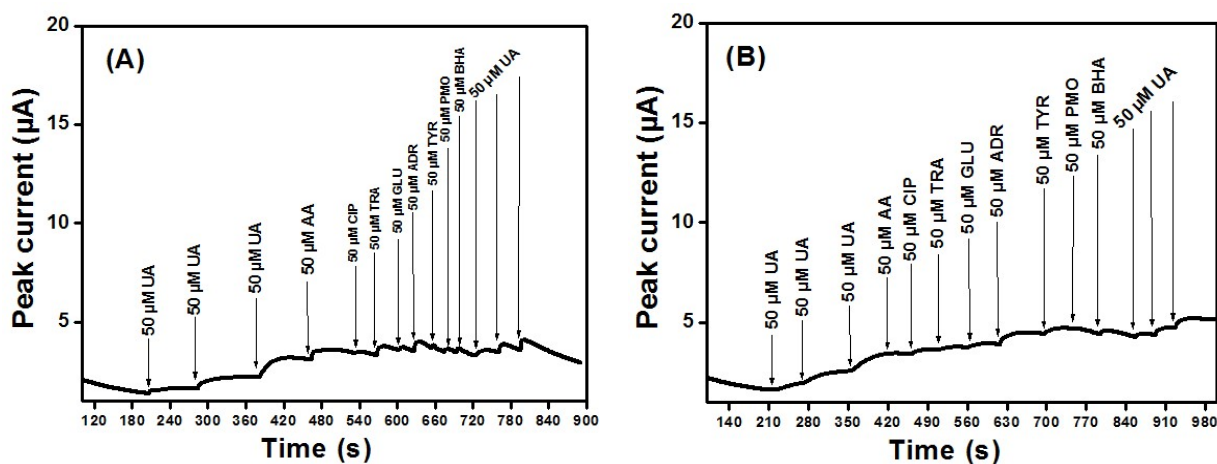 (A)
Peak current (µA)
20
15
10
5
50 µM UA
50 µM UA
50 µM UA
50 µM AA
50 µM CIP
50 µM TRA
50 µM GLU
50 µM ADR
50 µM TYR
50 µM PMO
50 µM BHA
50 µM UA
120 180 240 300 360 420 480 540 600 660 720 780 840 900
Time (s)
(B)
Peak current (µA)
20
15
10
5
50 µM UA
50 µM UA
50 µM UA
50 µM AA
50 µM CIP
50 µM TRA
50 µM GLU
50 µM ADR
50 µM TYR
50 µM PMO
50 µM BHA
50 µM UA
140 210 280 350 420 490 560 630 700 770 840 910 980
Time (s)